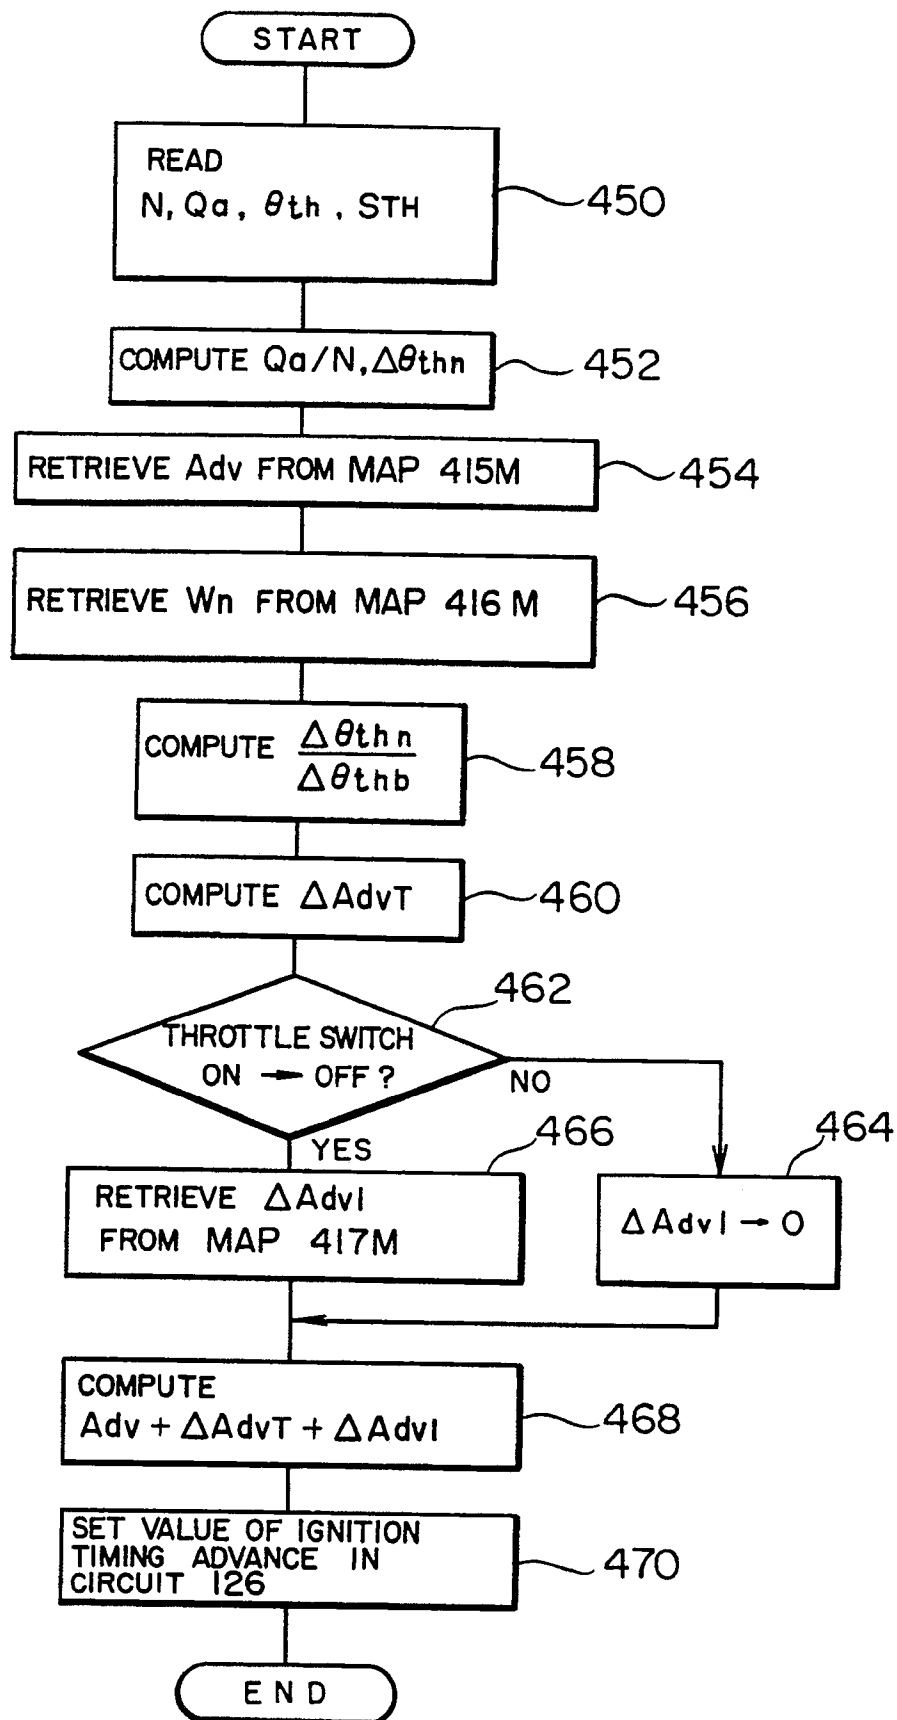 START
READ
N, Qa, θth, STH
450
COMPUTE Qa/N, Δθthn
452
RETRIEVE Adv FROM MAP 415M
454
RETRIEVE Wn FROM MAP 416M
456
COMPUTE Δθthn
Δθthb
458
COMPUTE ΔAdvT
460
462
THROTTLE SWITCH
ON → OFF?
NO
YES
466
464
RETRIEVE ΔAdvI
FROM MAP 417M
ΔAdvI → O
COMPUTE
Adv + ΔAdvT + ΔAdvI
468
SET VALUE OF IGNITION
TIMING ADVANCE IN
CIRCUIT 126
470
END